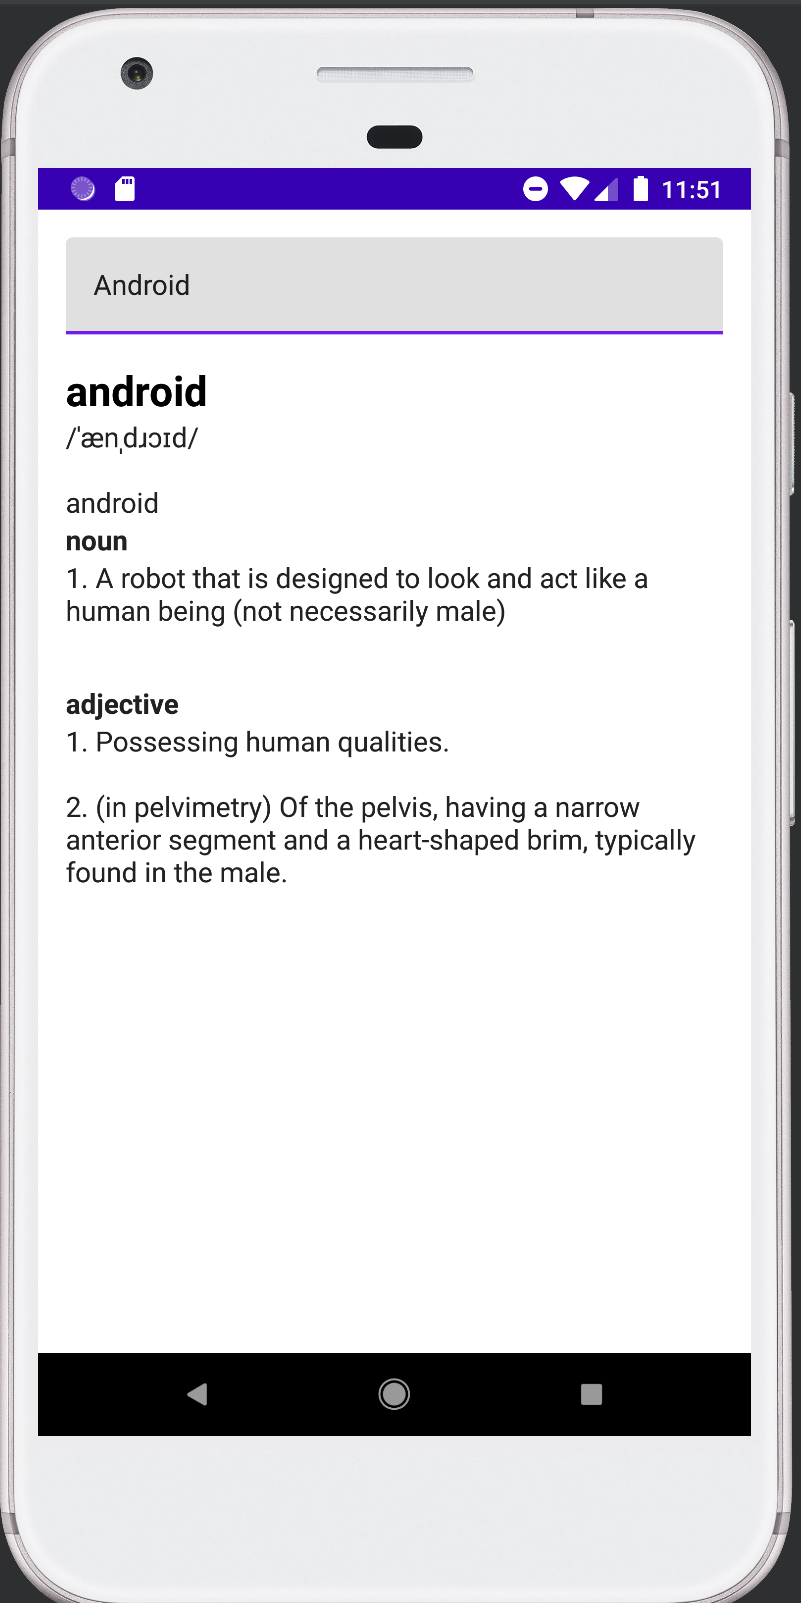 11:51
Android
android
/ˈænˌdɹɔɪd/
android
noun
1. A robot that is designed to look and act like a
human being (not necessarily male)
adjective
1. Possessing human qualities.
2. (in pelvimetry) Of the pelvis, having a narrow
anterior segment and a heart-shaped brim, typically
found in the male.